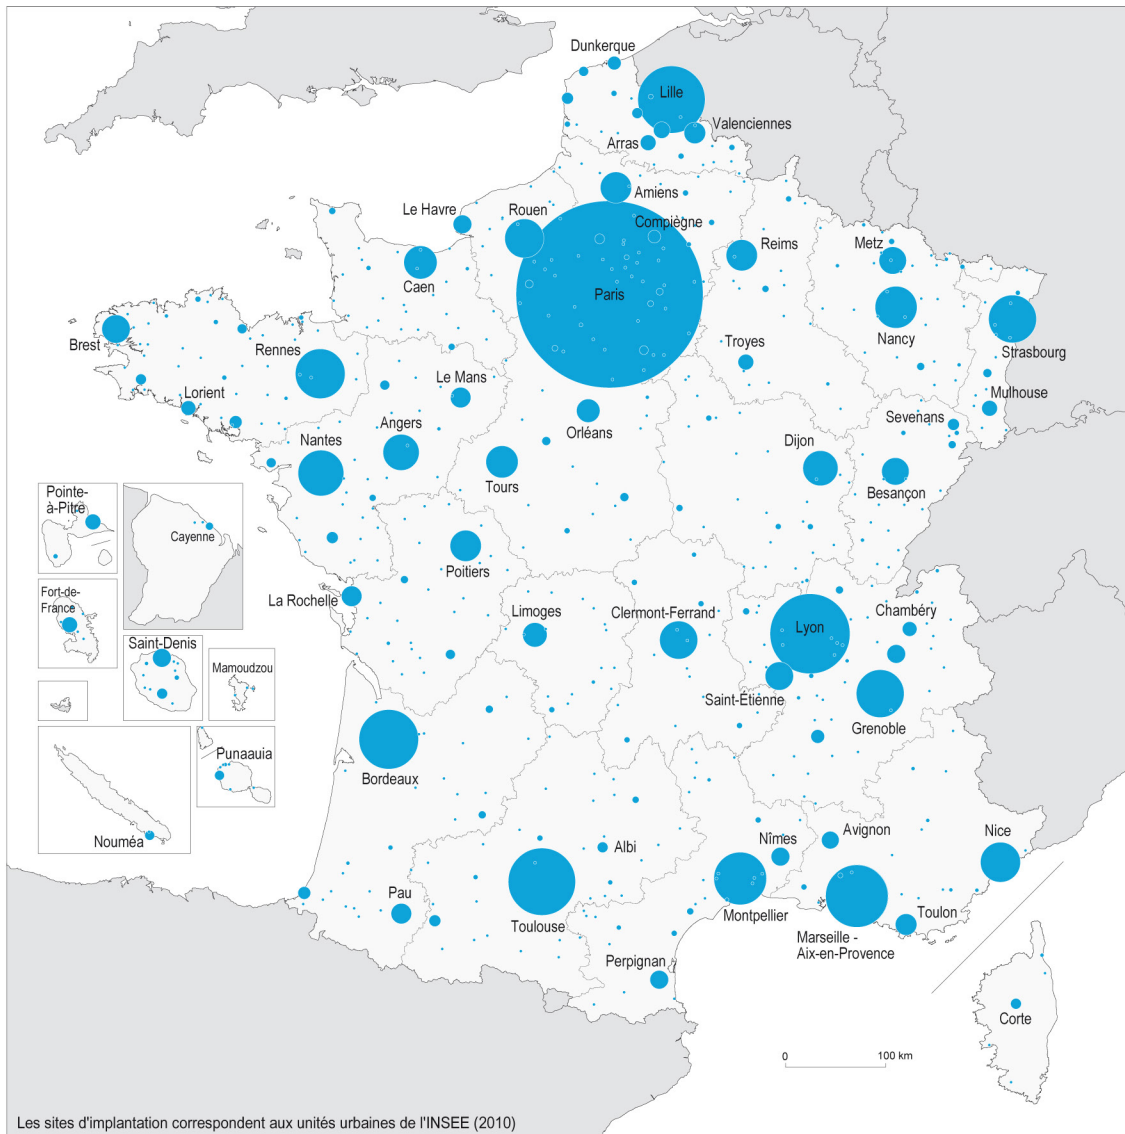 Dunkerque
Lille
Valenciennes
Arras
Amiens
Le Havre
Rouen
Compiègne
Reims
Metz
Caen
Paris
Nancy
Strasbourg
Brest
Rennes
Troyes
Lorient
Le Mans
Mulhouse
Sevenans
Orléans
Angers
Nantes
Dijon
Tours
Besançon
Pointe-
à-Pitre
Cayenne
Poitiers
Fort-de-
France
La Rochelle
Limoges
Clermont-Ferrand
Lyon
Chambéry
Saint-Denis
Mamoudzou
Saint-Étienne
Grenoble
Punaauia
Bordeaux
Nouméa
Albi
Nîmes
Avignon
Nice
Pau
Toulouse
Montpellier
Toulon
Marseille -
Aix-en-Provence
Perpignan
Corte
0 100 km
Les sites d'implantation correspondent aux unités urbaines de l'INSEE (2010)